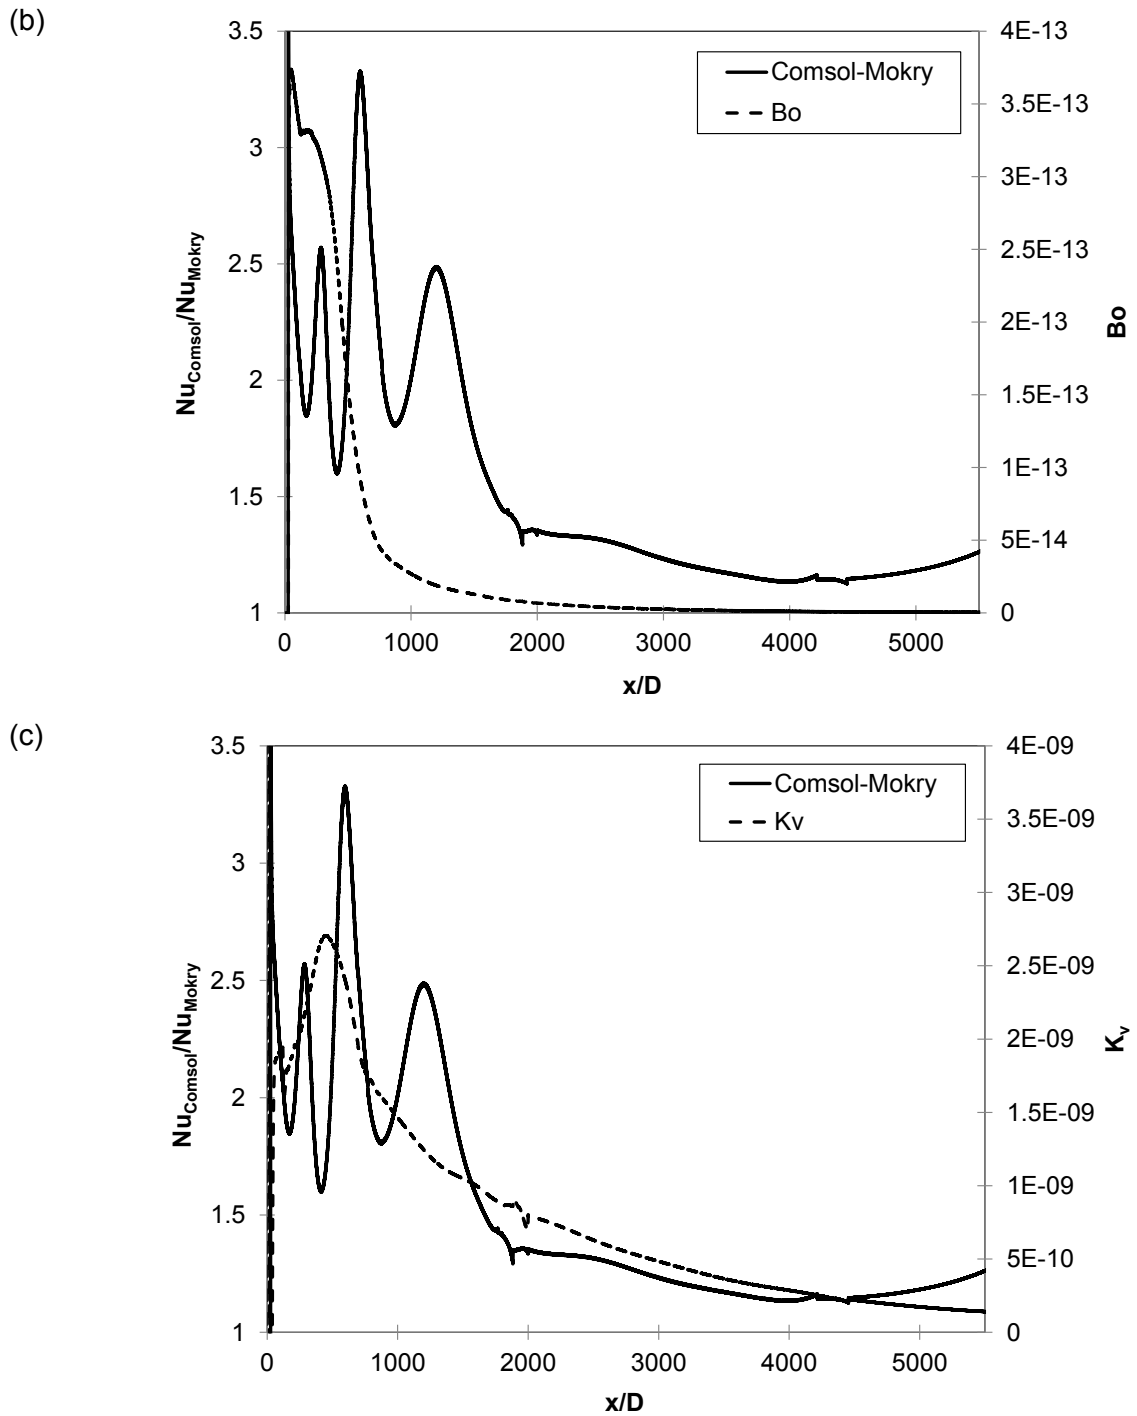 (b)
3.5
3
2.5
2
1.5
1
Nu_Comsol/Nu_Mokry
Comsol-Mokry
Bo
4E-13
3.5E-13
3E-13
2.5E-13
2E-13
1.5E-13
1E-13
5E-14
0
Bo
0 1000 2000 3000 4000 5000
x/D
(c)
3.5
3
2.5
2
1.5
1
Nu_Comsol/Nu_Mokry
Comsol-Mokry
Kv
4E-09
3.5E-09
3E-09
2.5E-09
2E-09
1.5E-09
1E-09
5E-10
0
K_v
0 1000 2000 3000 4000 5000
x/D